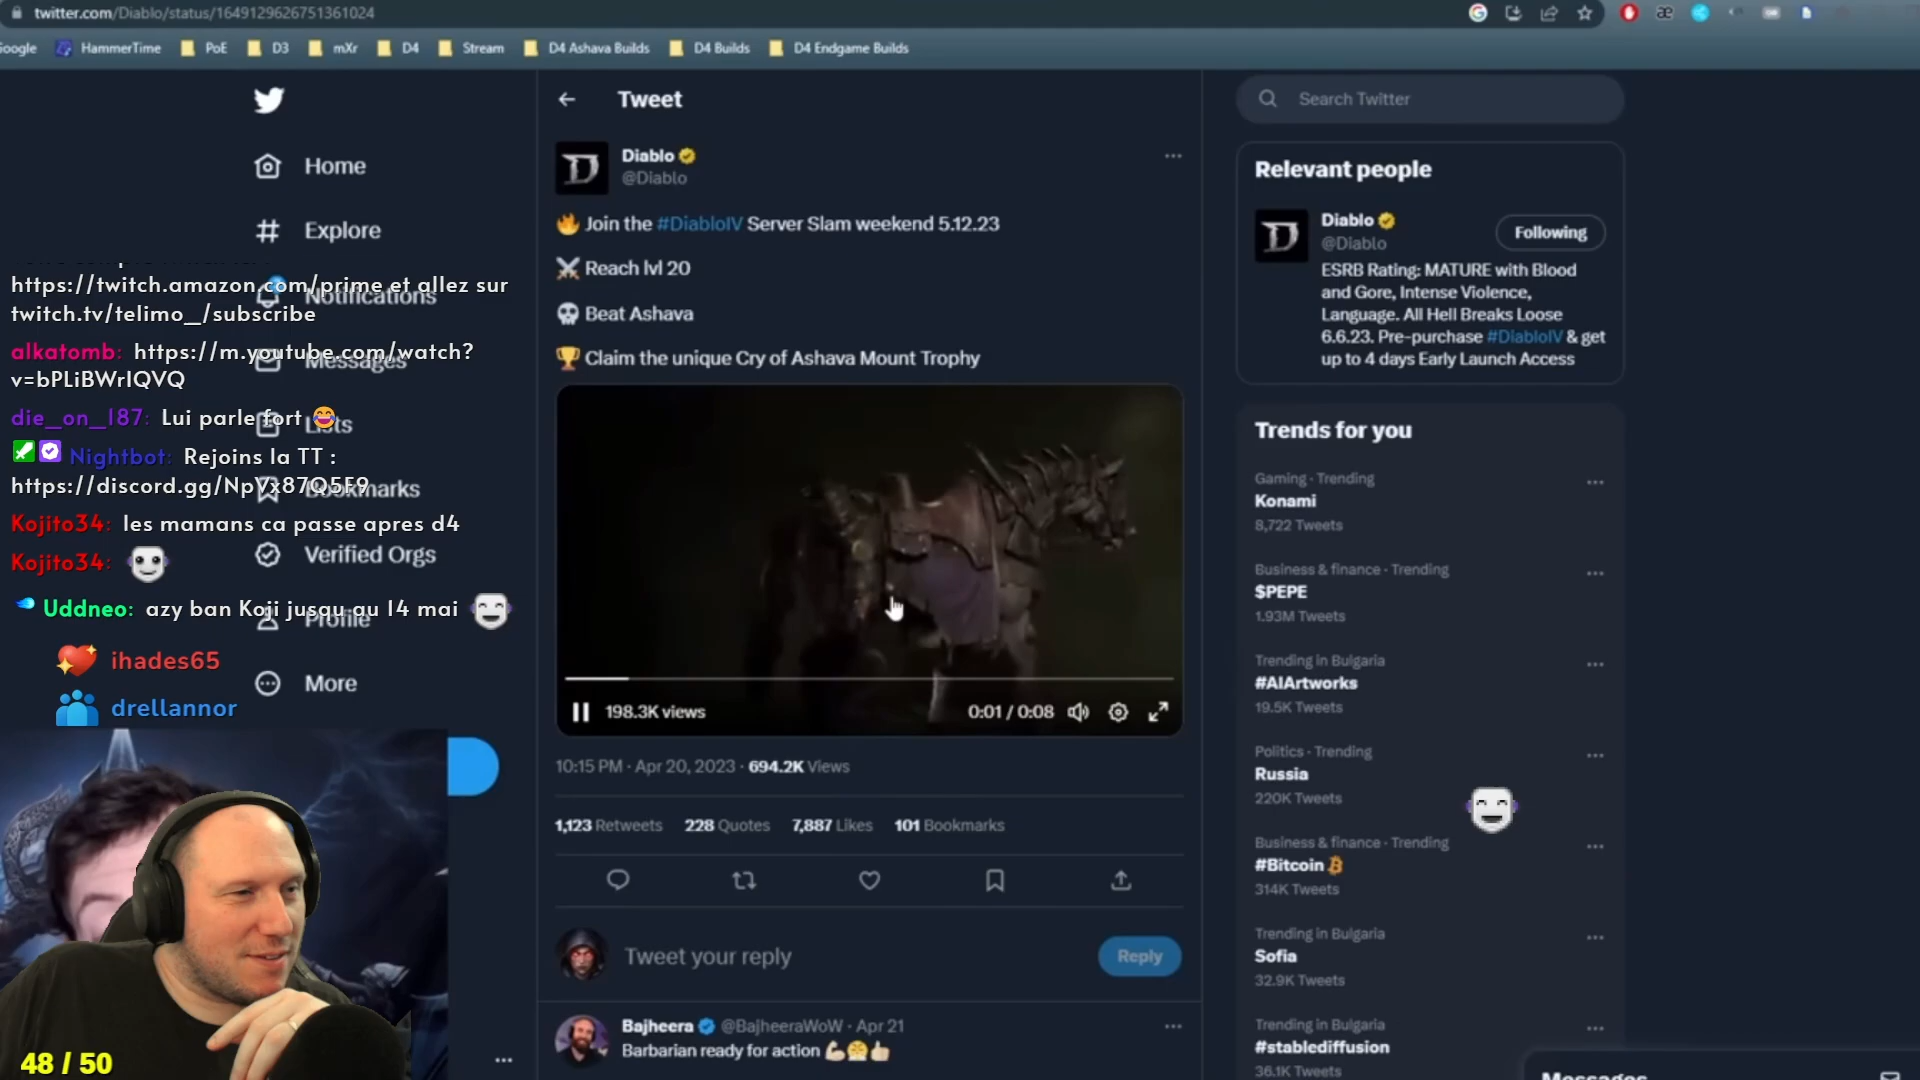 twitter.com/Diablo/status/1649129626751361024
Google HammerTime PoE D3 mXr D4 Stream D4 Ashava Builds D4 Builds D4 Endgame Builds
Home
Explore
Notifications
Messages
Lists
Bookmarks
Verified Orgs
Profile
More
https://twitch.amazon.com/prime et allez sur
twitch.tv/telimo_/subscribe
alkatomb: https://m.youtube.com/watch?
v=bPLiBWrIQVQ
die_on_187: Lui parle fort 😂
Nightbot: Rejoins la TT :
https://discord.gg/NpVx87Q5F9
Kojito34: les mamans ca passe apres d4
Kojito34:
Uddneo: azy ban Koji jusqu au 14 mai
ihades65
drellannor
48 / 50
Tweet
Diablo
@Diablo
🔥 Join the #DiabloIV Server Slam weekend 5.12.23
⚔️ Reach lvl 20
💀 Beat Ashava
🏆 Claim the unique Cry of Ashava Mount Trophy
198.3K views
0:01 / 0:08
10:15 PM · Apr 20, 2023 · 694.2K Views
1,123 Retweets 228 Quotes 7,887 Likes 101 Bookmarks
Tweet your reply
Reply
Bajheera @BajheeraWoW · Apr 21
Barbarian ready for action 💪😤👍
Search Twitter
Relevant people
Diablo
@Diablo
Following
ESRB Rating: MATURE with Blood
and Gore, Intense Violence,
Language. All Hell Breaks Loose
6.6.23. Pre-purchase #DiabloIV & get
up to 4 days Early Launch Access
Trends for you
Gaming · Trending
Konami
8,722 Tweets
Business & finance · Trending
$PEPE
1.93M Tweets
Trending in Bulgaria
#AIArtworks
19.5K Tweets
Politics · Trending
Russia
220K Tweets
Business & finance · Trending
#Bitcoin
314K Tweets
Trending in Bulgaria
Sofia
32.9K Tweets
Trending in Bulgaria
#stablediffusion
36.1K Tweets
Messages